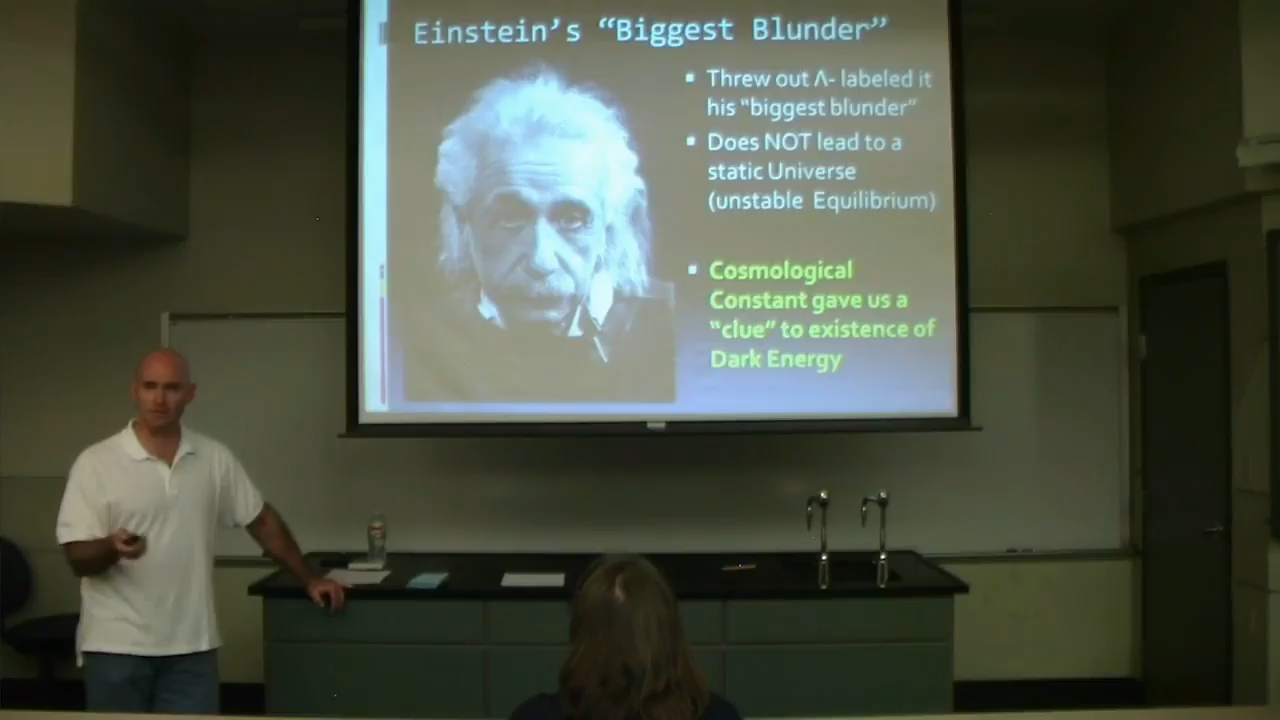 Einstein's “Biggest Blunder”
Threw out Λ- labeled it
his “biggest blunder”
Does NOT lead to a
static Universe
(unstable Equilibrium)
Cosmological
Constant gave us a
“clue” to existence of
Dark Energy